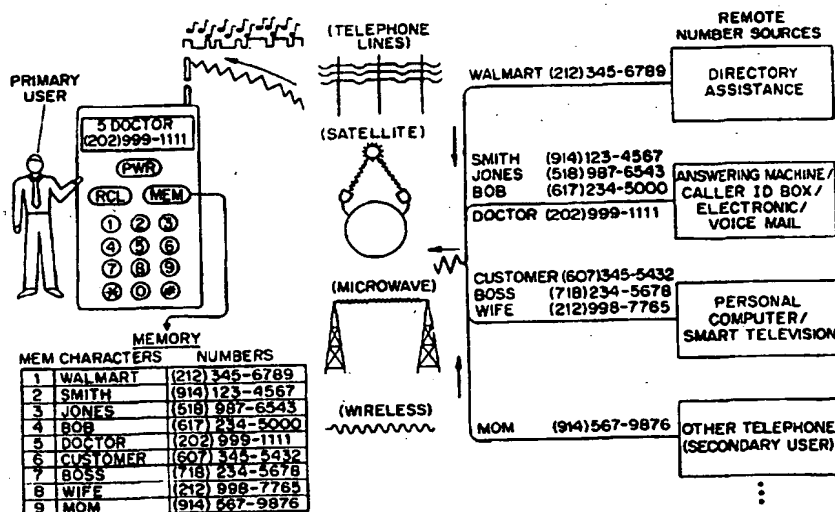 PRIMARY
USER
5 DOCTOR
(202)999-1111
PWR
RCL
MEM
1 2 3
4 5 6
7 8 9
* 0 #
MEMORY
MEM CHARACTERS NUMBERS
1 WALMART (212) 345-6789
2 SMITH (914) 123-4567
3 JONES (518) 987-6543
4 BOB (617) 234-5000
5 DOCTOR (202) 999-1111
6 CUSTOMER (607) 345-5432
7 BOSS (718) 234-5678
8 WIFE (212) 998-7765
9 MOM (914) 567-9876
(TELEPHONE
LINES)
(SATELLITE)
(MICROWAVE)
(WIRELESS)
REMOTE
NUMBER SOURCES
WALMART (212)345-6789
DIRECTORY
ASSISTANCE
SMITH (914)123-4567
JONES (518)987-6543
BOB (617)234-5000
DOCTOR (202)999-1111
ANSWERING MACHINE/
CALLER ID BOX/
ELECTRONIC/
VOICE MAIL
CUSTOMER (607)345-5432
BOSS (718)234-5678
WIFE (212)998-7765
PERSONAL
COMPUTER/
SMART TELEVISION
MOM (914)567-9876
OTHER TELEPHONE
(SECONDARY USER)